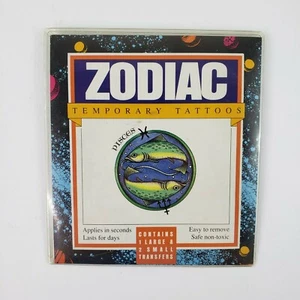 ZODIAC
TEMPORARY TATTOOS
PISCES
Applies in seconds
Lasts for days
Easy to remove
Safe non-toxic
CONTAINS
1 LARGE &
2 SMALL
TRANSFERS